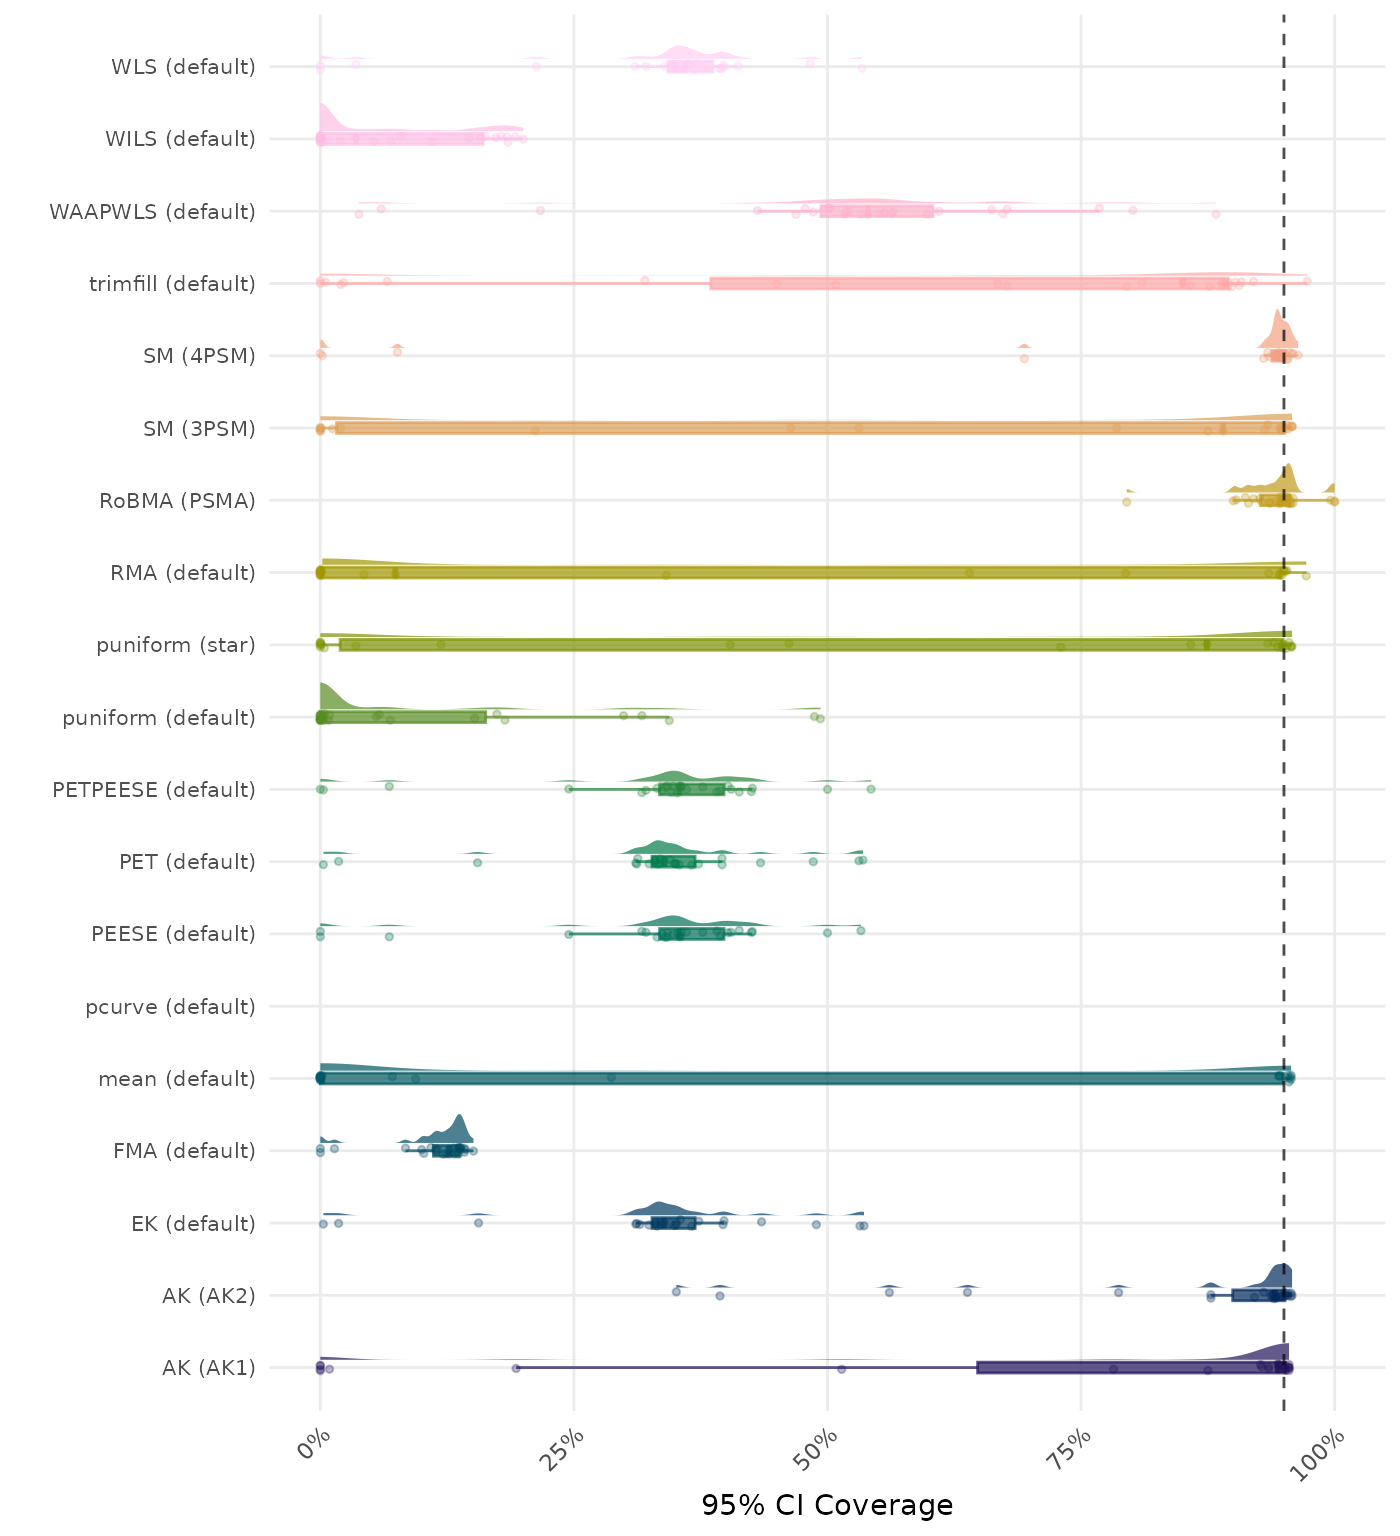 WLS (default)
WILS (default)
WAAPWLS (default)
trimfill (default)
SM (4PSM)
SM (3PSM)
RoBMA (PSMA)
RMA (default)
puniform (star)
puniform (default)
PETPEESE (default)
PET (default)
PEESE (default)
pcurve (default)
mean (default)
FMA (default)
EK (default)
AK (AK2)
AK (AK1)
0% 25% 50% 75% 100%
95% CI Coverage